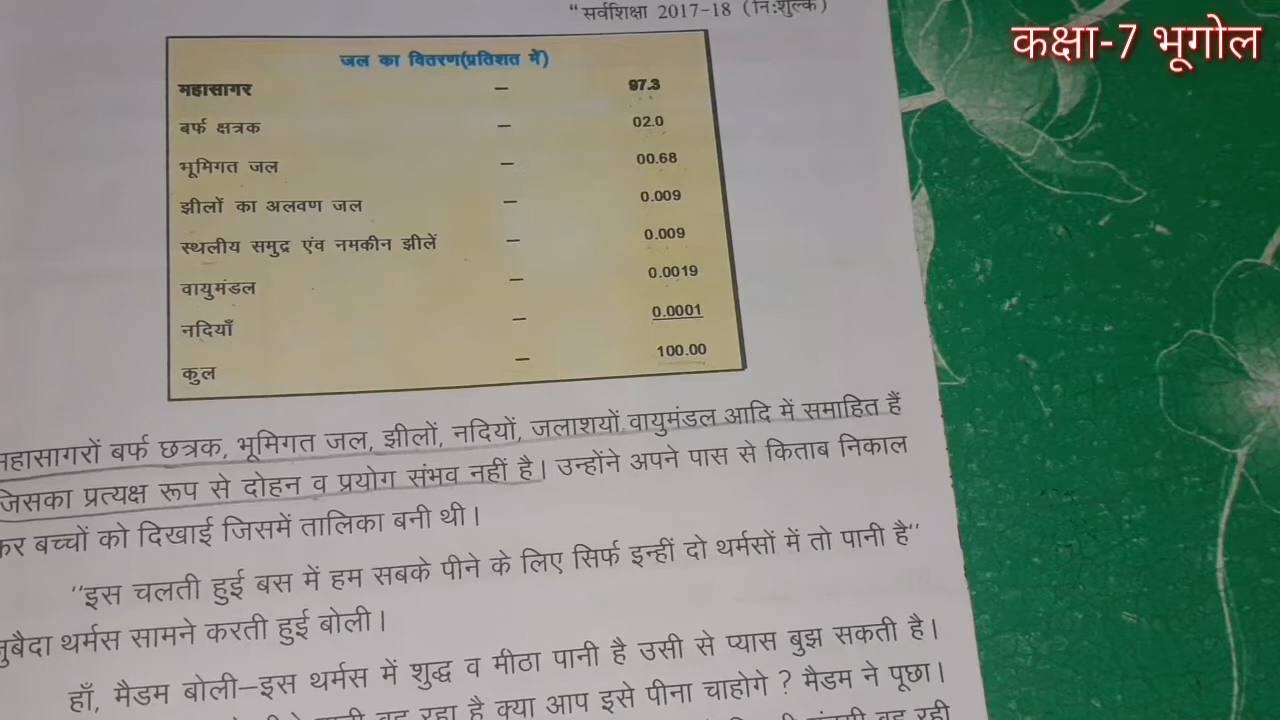 "सर्वशिक्षा 2017-18 (नि:शुल्क)
कक्षा-7 भूगोल
जल का वितरण(प्रतिशत में)
महासागर – 97.3
बर्फ क्षत्रक – 02.0
भूमिगत जल – 00.68
झीलों का अलवण जल – 0.009
स्थलीय समुद्र एंव नमकीन झीलें – 0.009
वायुमंडल – 0.0019
नदियाँ – 0.0001
कुल – 100.00
महासागरों बर्फ छत्रक, भूमिगत जल, झीलों, नदियों, जलाशयों वायुमंडल आदि में समाहित हैं
जिसका प्रत्यक्ष रूप से दोहन व प्रयोग संभव नहीं है। उन्होंने अपने पास से किताब निकाल
कर बच्चों को दिखाई जिसमें तालिका बनी थी।
"इस चलती हुई बस में हम सबके पीने के लिए सिर्फ इन्हीं दो थर्मसों में तो पानी है"
जुबैदा थर्मस सामने करती हुई बोली।
हाँ, मैडम बोली–इस थर्मस में शुद्ध व मीठा पानी है उसी से प्यास बुझ सकती है।
रहा है क्या आप इसे पीना चाहोगे ? मैडम ने पूछा।